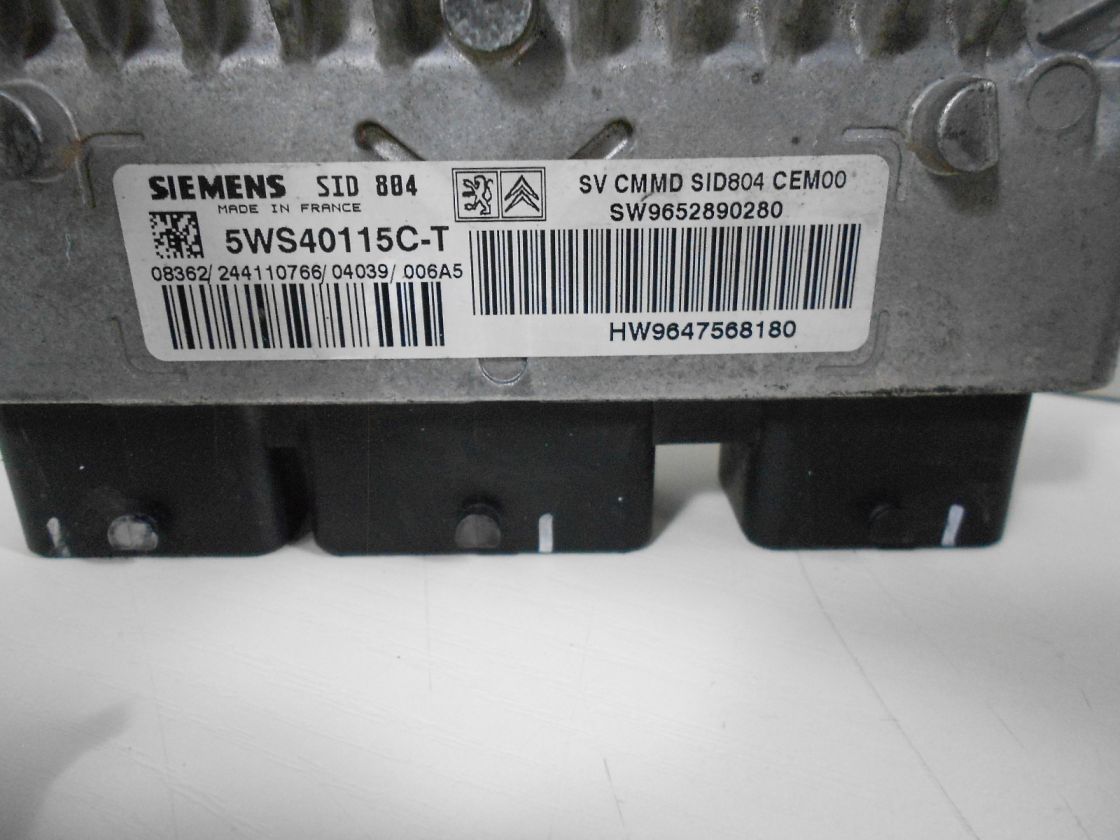 SIEMENS SID 804
MADE IN FRANCE
5WS40115C-T
08362/ 244110766/ 04039/ 006A5
SV CMMD SID804 CEM00
SW9652890280
HW9647568180